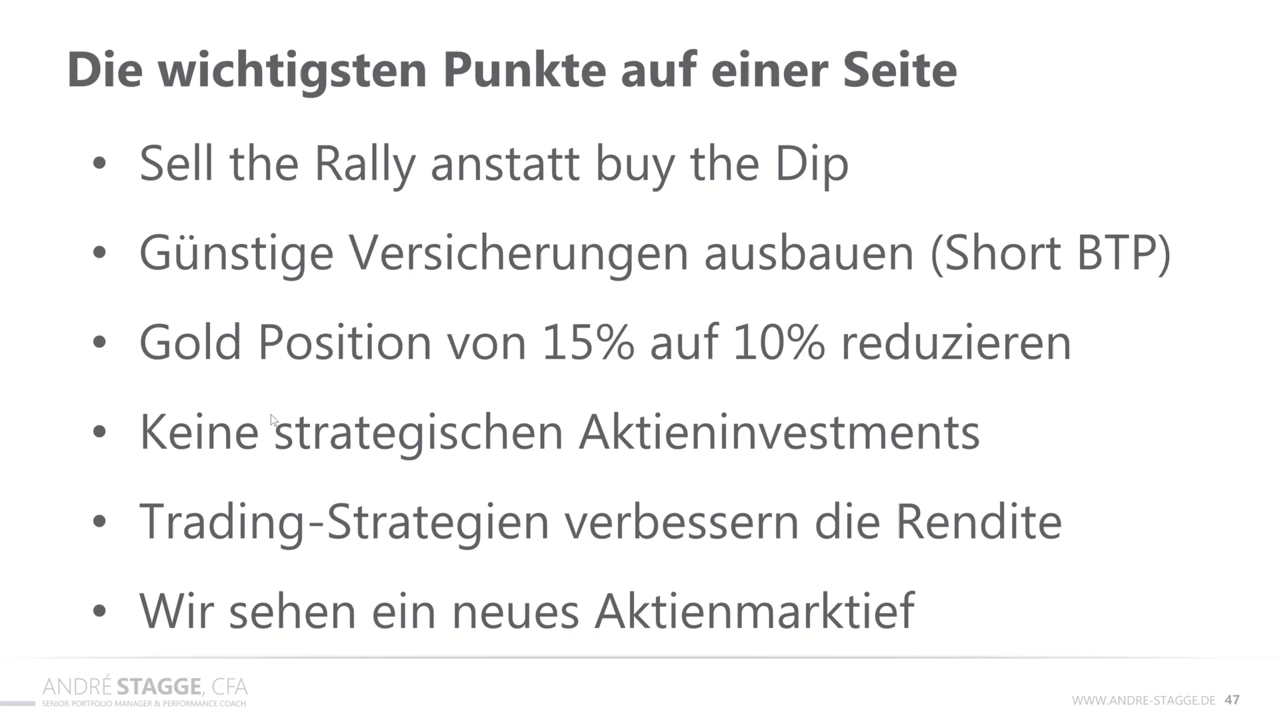 Die wichtigsten Punkte auf einer Seite
• Sell the Rally anstatt buy the Dip
• Günstige Versicherungen ausbauen (Short BTP)
• Gold Position von 15% auf 10% reduzieren
• Keine strategischen Aktieninvestments
• Trading-Strategien verbessern die Rendite
• Wir sehen ein neues Aktienmarktief
ANDRÉ STAGGE, CFA
SENIOR PORTFOLIO MANAGER & PERFORMANCE COACH
WWW.ANDRE-STAGGE.DE 47